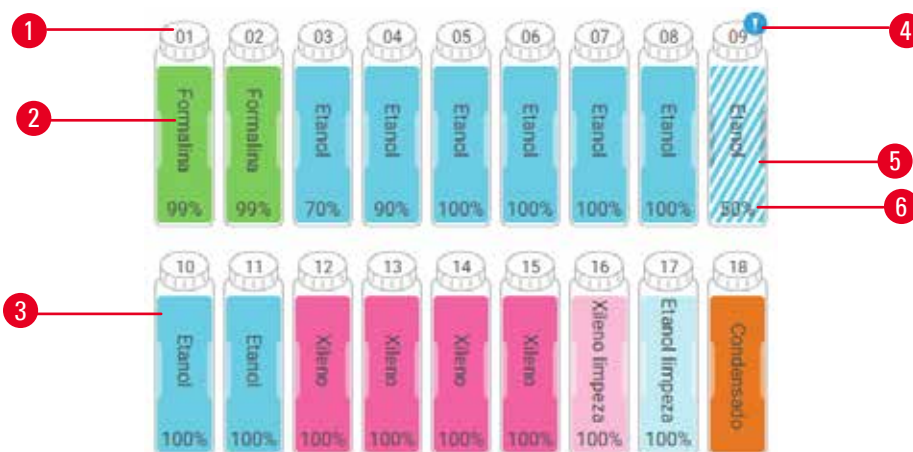 1 01 02 03 04 05 06 07 08 09 4
2 Formalina Formalina Etanol Etanol Etanol Etanol Etanol Etanol Etanol 5
99% 99% 70% 90% 100% 100% 100% 100% 50% 6
10 11 12 13 14 15 16 17 18
3 Etanol Etanol Xileno Xileno Xileno Xileno Xileno limpeza Etanol limpeza Condensado
100% 100% 100% 100% 100% 100% 100% 100%